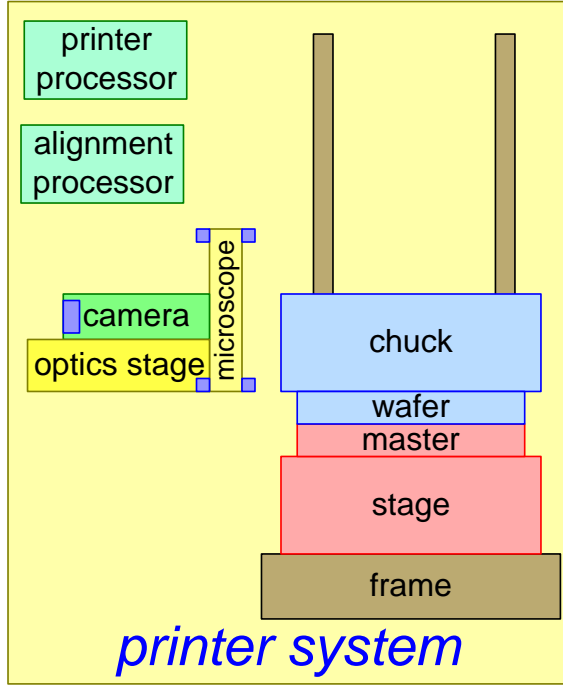 printer
processor
alignment
processor
microscope
camera
optics stage
chuck
wafer
master
stage
frame
printer system